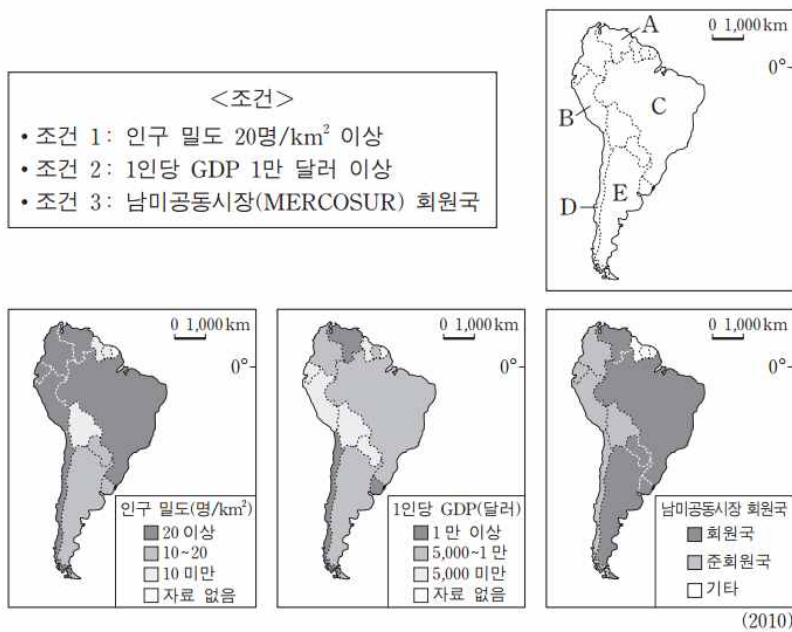 <조건>
• 조건 1: 인구 밀도 20명/km² 이상
• 조건 2: 1인당 GDP 1만 달러 이상
• 조건 3: 남미공동시장(MERCOSUR) 회원국
A
0 1,000km
0°
B
C
D
E
0 1,000km
0°
인구 밀도(명/km²)
20 이상
10~20
10 미만
자료 없음
0 1,000km
0°
1인당 GDP(달러)
1만 이상
5,000~1만
5,000 미만
자료 없음
0 1,000km
0°
남미공동시장 회원국
회원국
준회원국
기타
(2010)